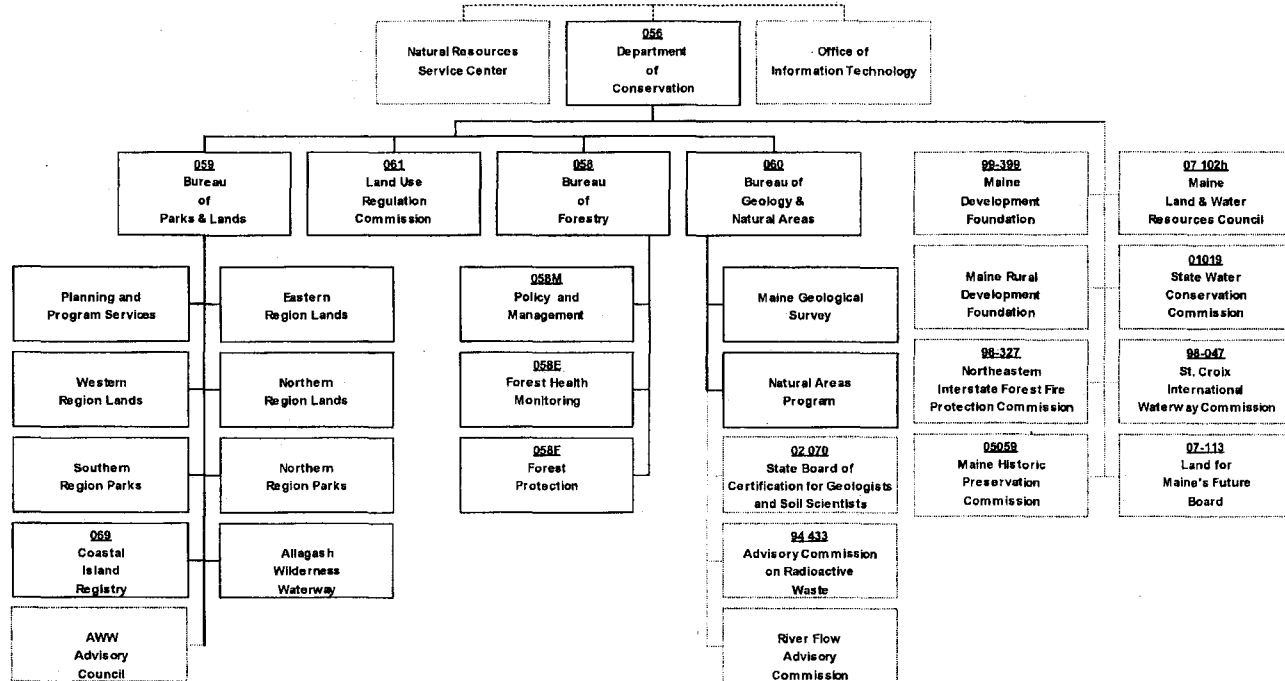 Natural Resources
Service Center
056
Department
of
Conservation
Office of
Information Technology
059
Bureau
of
Parks & Lands
061
Land Use
Regulation
Commission
058
Bureau
of
Forestry
060
Bureau of
Geology &
Natural Areas
99-399
Maine
Development
Foundation
07 102h
Maine
Land & Water
Resources Council
Planning and
Program Services
Eastern
Region Lands
058M
Policy and
Management
Maine Geological
Survey
Maine Rural
Development
Foundation
01019
State Water
Conservation
Commission
Western
Region Lands
Northern
Region Lands
058E
Forest Health
Monitoring
Natural Areas
Program
98-327
Northeastern
Interstate Forest Fire
Protection Commission
98-047
St. Croix
International
Waterway Commission
Southern
Region Parks
Northern
Region Parks
058F
Forest
Protection
02 070
State Board of
Certification for Geologists
and Soil Scientists
05059
Maine Historic
Preservation
Commission
07-113
Land for
Maine's Future
Board
069
Coastal
Island
Registry
Allagash
Wilderness
Waterway
94 433
Advisory Commission
on Radioactive
Waste
AWW
Advisory
Council
River Flow
Advisory
Commission